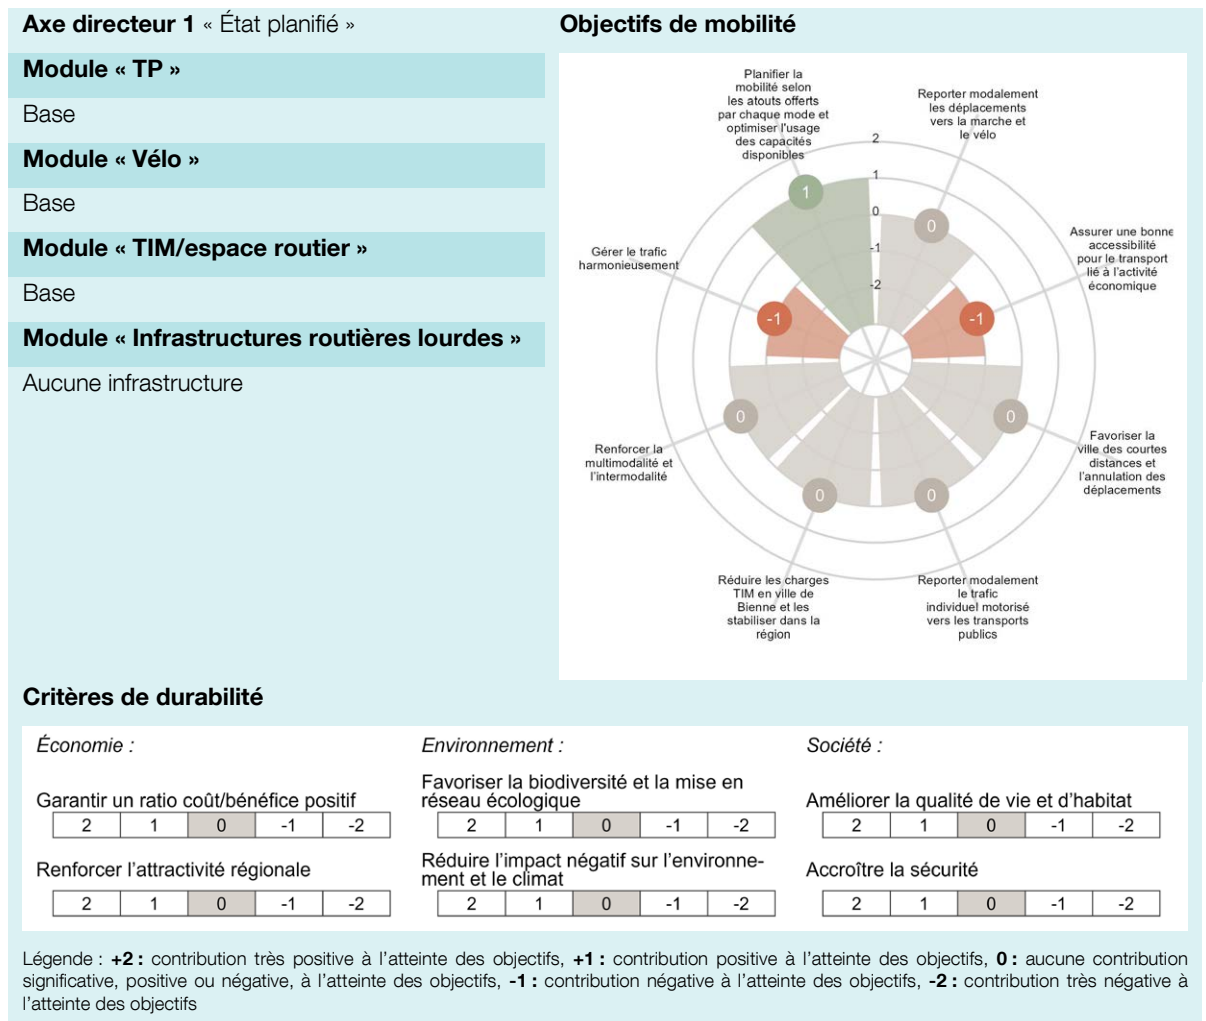 Axe directeur 1 « État planifié »
Module « TP »
Base
Module « Vélo »
Base
Module « TIM/espace routier »
Base
Module « Infrastructures routières lourdes »
Aucune infrastructure
Objectifs de mobilité
Planifier la
mobilité selon
les atouts offerts
par chaque mode et
optimiser l'usage
des capacités
disponibles
Reporter modalement
les déplacements
vers la marche et
le vélo
2
1
0
-1
-2
1
0
Gérer le trafic
harmonieusement
Assurer une bonne
accessibilité
pour le transport
lié à l'activité
économique
-1
-1
0
0
Renforcer la
multimodalité et
l'intermodalité
Favoriser la
ville des courtes
distances et
l'annulation des
déplacements
0
0
Réduire les charges
TIM en ville de
Bienne et les
stabiliser dans la
région
Reporter modalement
le trafic
individuel motorisé
vers les transports
publics
Critères de durabilité
Économie :
Garantir un ratio coût/bénéfice positif
2 1 0 -1 -2
Renforcer l'attractivité régionale
2 1 0 -1 -2
Environnement :
Favoriser la biodiversité et la mise en
réseau écologique
2 1 0 -1 -2
Réduire l'impact négatif sur l'environne-
ment et le climat
2 1 0 -1 -2
Société :
Améliorer la qualité de vie et d'habitat
2 1 0 -1 -2
Accroître la sécurité
2 1 0 -1 -2
Légende : +2 : contribution très positive à l'atteinte des objectifs, +1 : contribution positive à l'atteinte des objectifs, 0 : aucune contribution
significative, positive ou négative, à l'atteinte des objectifs, -1 : contribution négative à l'atteinte des objectifs, -2 : contribution très négative à
l'atteinte des objectifs